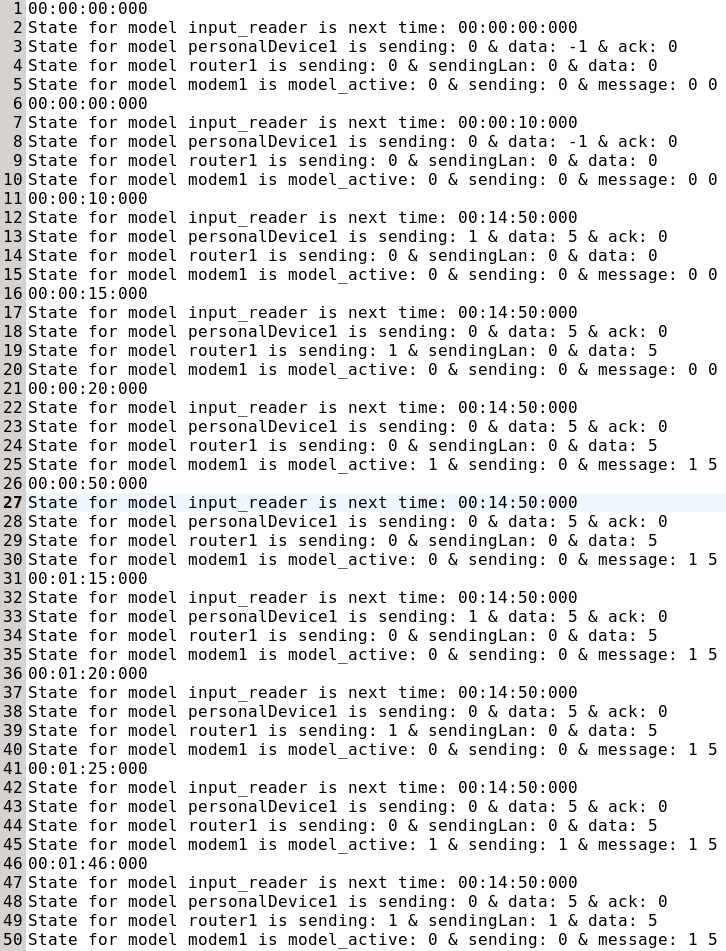 1 00:00:00:000
2 State for model input_reader is next time: 00:00:00:000
3 State for model personalDevice1 is sending: 0 & data: -1 & ack: 0
4 State for model router1 is sending: 0 & sendingLan: 0 & data: 0
5 State for model modem1 is model_active: 0 & sending: 0 & message: 0 0
6 00:00:00:000
7 State for model input_reader is next time: 00:00:10:000
8 State for model personalDevice1 is sending: 0 & data: -1 & ack: 0
9 State for model router1 is sending: 0 & sendingLan: 0 & data: 0
10 State for model modem1 is model_active: 0 & sending: 0 & message: 0 0
11 00:00:10:000
12 State for model input_reader is next time: 00:14:50:000
13 State for model personalDevice1 is sending: 1 & data: 5 & ack: 0
14 State for model router1 is sending: 0 & sendingLan: 0 & data: 0
15 State for model modem1 is model_active: 0 & sending: 0 & message: 0 0
16 00:00:15:000
17 State for model input_reader is next time: 00:14:50:000
18 State for model personalDevice1 is sending: 0 & data: 5 & ack: 0
19 State for model router1 is sending: 1 & sendingLan: 0 & data: 5
20 State for model modem1 is model_active: 0 & sending: 0 & message: 0 0
21 00:00:20:000
22 State for model input_reader is next time: 00:14:50:000
23 State for model personalDevice1 is sending: 0 & data: 5 & ack: 0
24 State for model router1 is sending: 0 & sendingLan: 0 & data: 5
25 State for model modem1 is model_active: 1 & sending: 0 & message: 1 5
26 00:00:50:000
27 State for model input_reader is next time: 00:14:50:000
28 State for model personalDevice1 is sending: 0 & data: 5 & ack: 0
29 State for model router1 is sending: 0 & sendingLan: 0 & data: 5
30 State for model modem1 is model_active: 0 & sending: 0 & message: 1 5
31 00:01:15:000
32 State for model input_reader is next time: 00:14:50:000
33 State for model personalDevice1 is sending: 1 & data: 5 & ack: 0
34 State for model router1 is sending: 0 & sendingLan: 0 & data: 5
35 State for model modem1 is model_active: 0 & sending: 0 & message: 1 5
36 00:01:20:000
37 State for model input_reader is next time: 00:14:50:000
38 State for model personalDevice1 is sending: 0 & data: 5 & ack: 0
39 State for model router1 is sending: 1 & sendingLan: 0 & data: 5
40 State for model modem1 is model_active: 0 & sending: 0 & message: 1 5
41 00:01:25:000
42 State for model input_reader is next time: 00:14:50:000
43 State for model personalDevice1 is sending: 0 & data: 5 & ack: 0
44 State for model router1 is sending: 0 & sendingLan: 0 & data: 5
45 State for model modem1 is model_active: 1 & sending: 1 & message: 1 5
46 00:01:46:000
47 State for model input_reader is next time: 00:14:50:000
48 State for model personalDevice1 is sending: 0 & data: 5 & ack: 0
49 State for model router1 is sending: 1 & sendingLan: 1 & data: 5
50 State for model modem1 is model_active: 0 & sending: 0 & message: 1 5